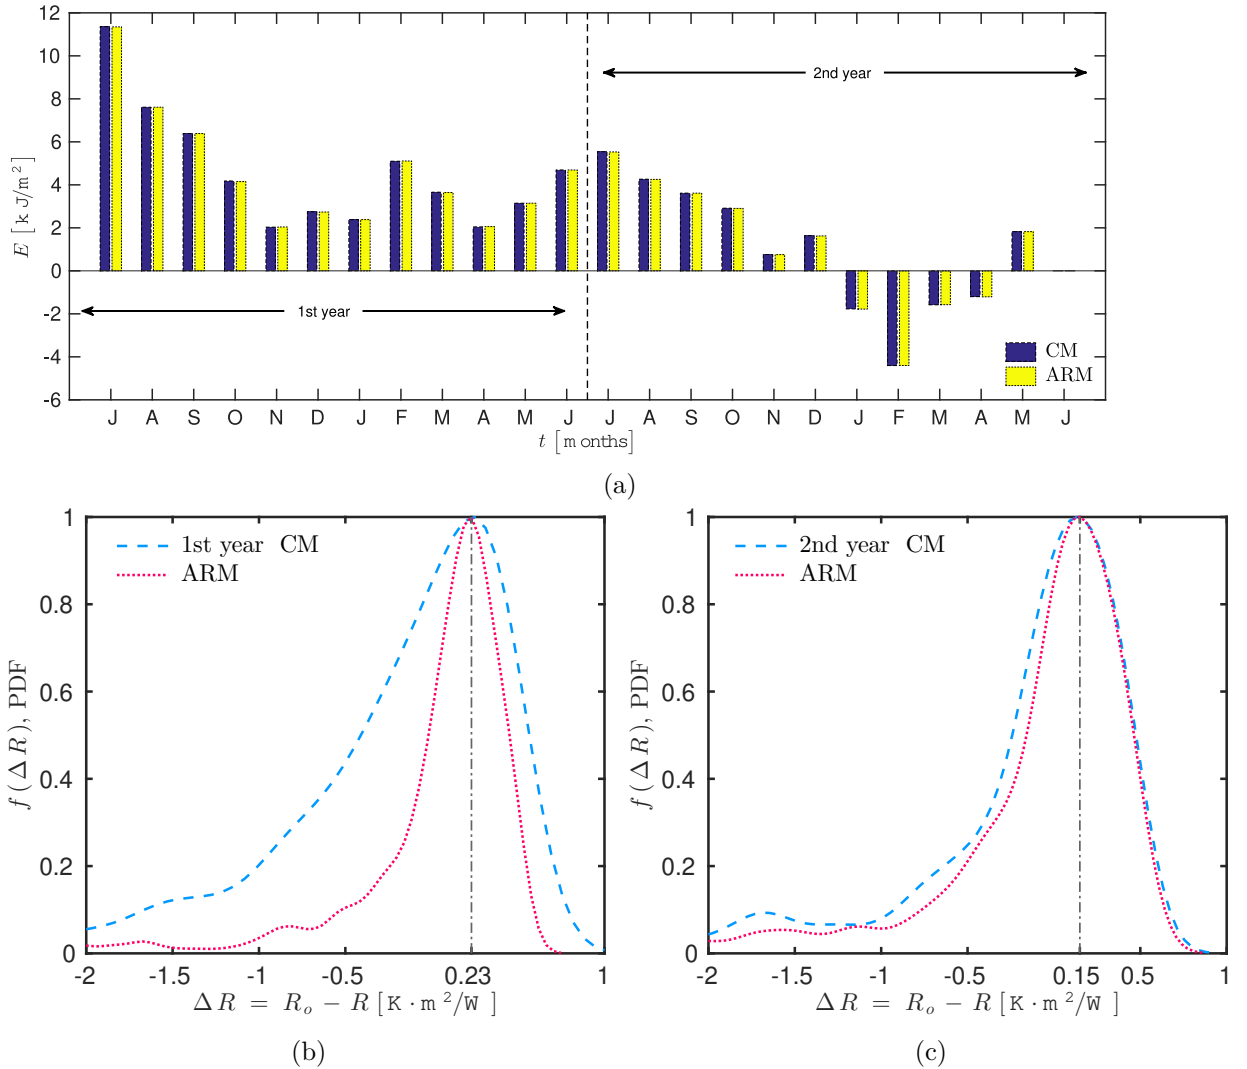 12
10
8
6
4
2
0
-2
-4
-6
E [kJ/m²]
2nd year
1st year
CM
ARM
J A S O N D J F M A M J J A S O N D J F M A M J
t [months]
(a)
1
0.8
0.6
0.4
0.2
0
f(ΔR), PDF
1st year CM
ARM
-2 -1.5 -1 -0.5 0.23 1
ΔR = Rₒ − R [K·m²/W]
(b)
1
0.8
0.6
0.4
0.2
0
f(ΔR), PDF
2nd year CM
ARM
-2 -1.5 -1 -0.5 0.15 0.5 1
ΔR = Rₒ − R [K·m²/W]
(c)